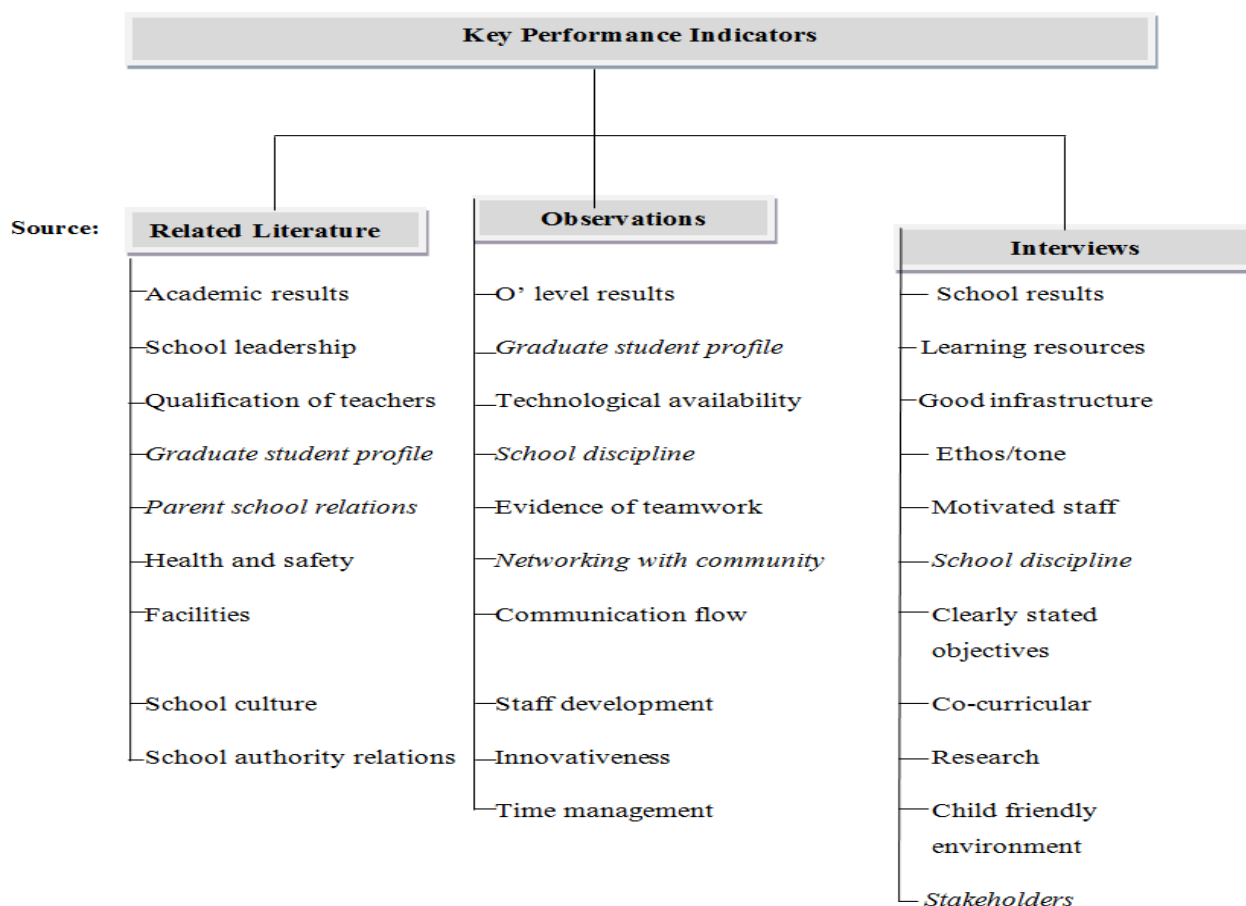 Key Performance Indicators
Source:
Related Literature
Academic results
School leadership
Qualification of teachers
Graduate student profile
Parent school relations
Health and safety
Facilities
School culture
School authority relations
Observations
O’ level results
Graduate student profile
Technological availability
School discipline
Evidence of teamwork
Networking with community
Communication flow
Staff development
Innovativeness
Time management
Interviews
School results
Learning resources
Good infrastructure
Ethos/tone
Motivated staff
School discipline
Clearly stated
objectives
Co-curricular
Research
Child friendly
environment
Stakeholders